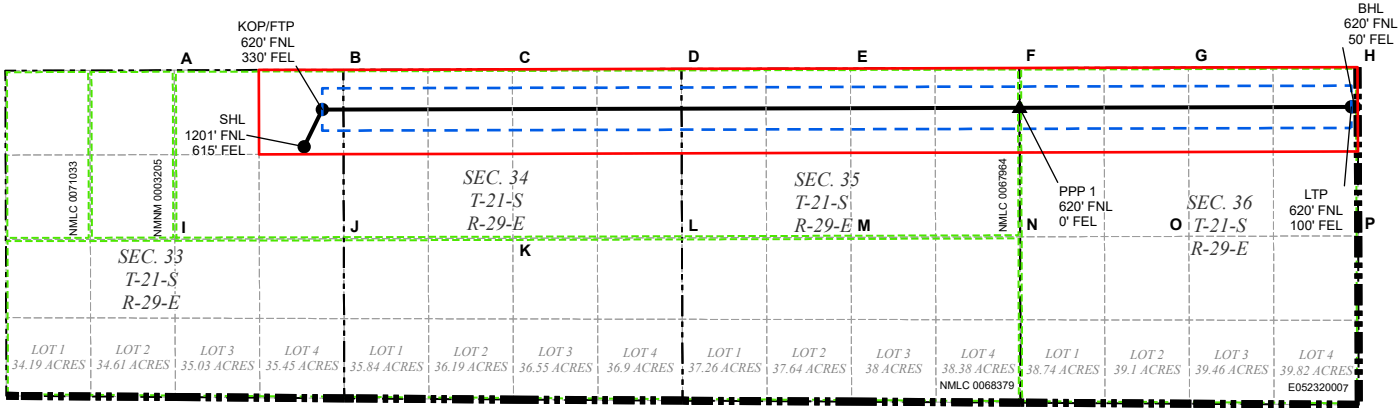 BHL
620' FNL
50' FEL
KOP/FTP
620' FNL
330' FEL
A
B
C
D
E
F
G
H
SHL
1201' FNL
615' FEL
NMLC 0071033
NMNM 0003205
SEC. 34
T-21-S
R-29-E
SEC. 35
T-21-S
R-29-E
NMLC 0067964
PPP 1
620' FNL
0' FEL
SEC. 36
T-21-S
R-29-E
LTP
620' FNL
100' FEL
I
J
K
L
M
N
O
P
SEC. 33
T-21-S
R-29-E
LOT 1
34.19 ACRES
LOT 2
34.61 ACRES
LOT 3
35.03 ACRES
LOT 4
35.45 ACRES
LOT 1
35.84 ACRES
LOT 2
36.19 ACRES
LOT 3
36.55 ACRES
LOT 4
36.9 ACRES
LOT 1
37.26 ACRES
LOT 2
37.64 ACRES
LOT 3
38 ACRES
LOT 4
38.38 ACRES
NMLC 0068379
LOT 1
38.74 ACRES
LOT 2
39.1 ACRES
LOT 3
39.46 ACRES
LOT 4
39.82 ACRES
E052320007